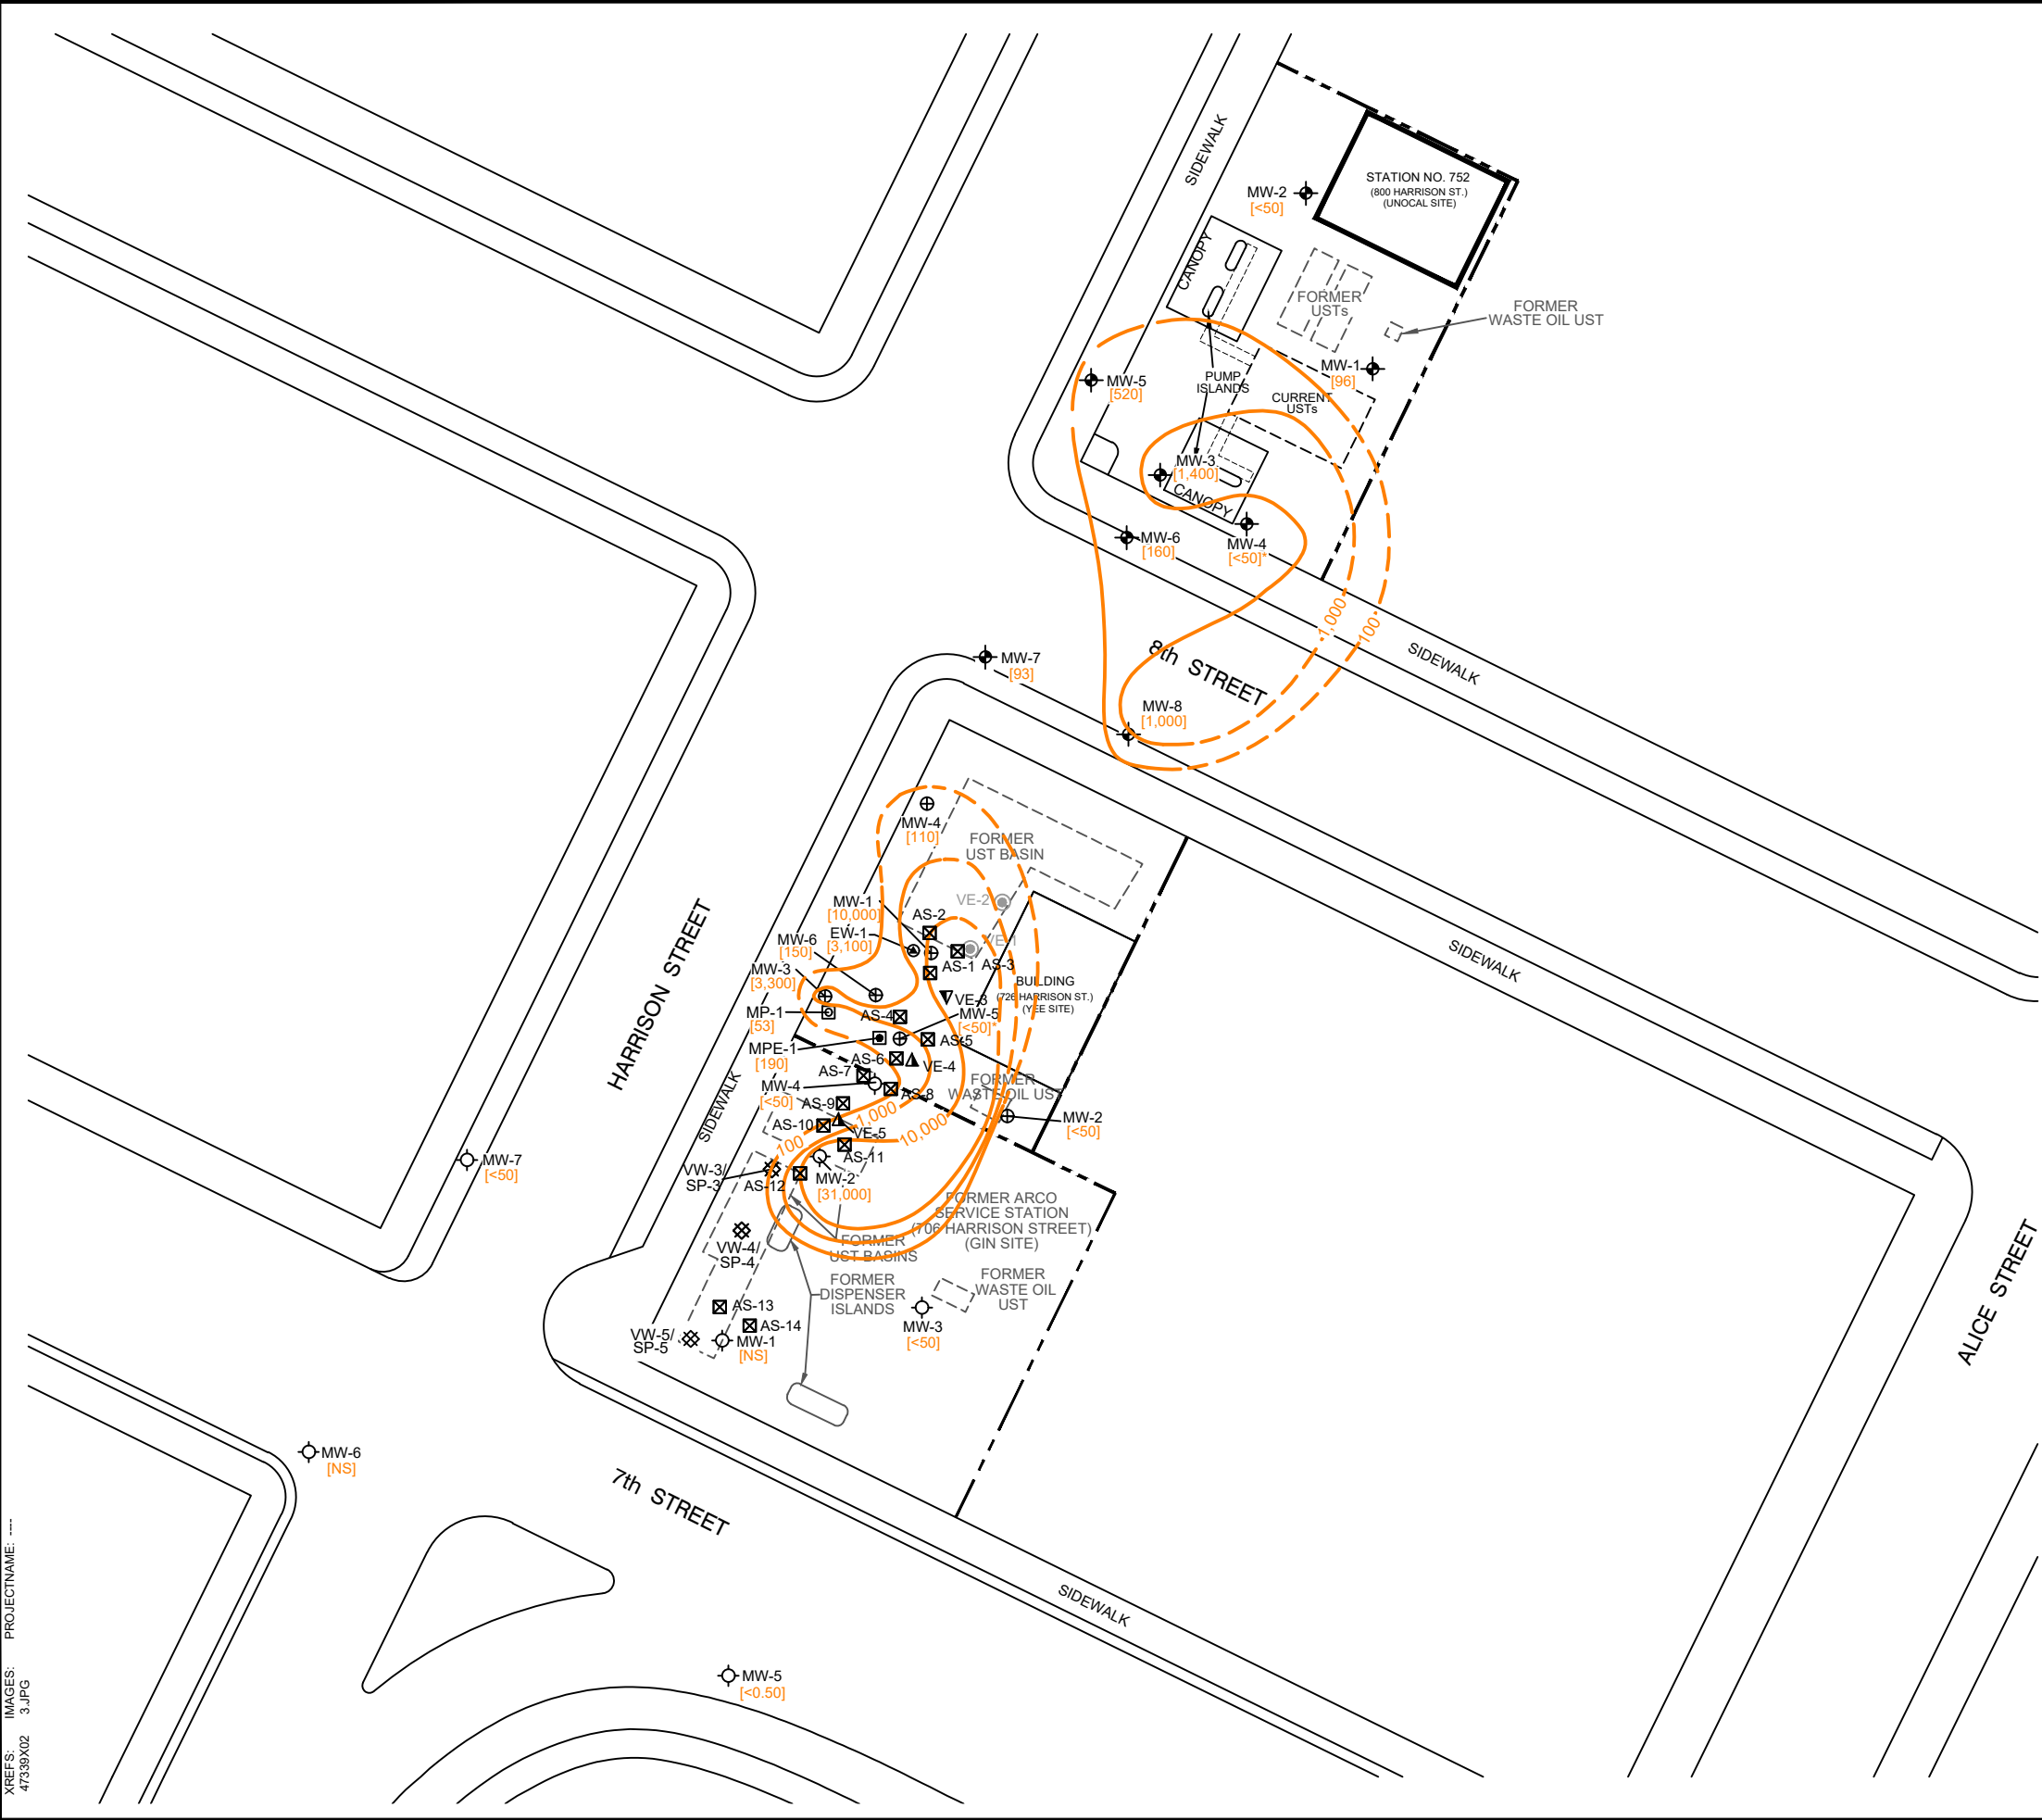 SIDEWALK
STATION NO. 752
(800 HARRISON ST.)
(UNOCAL SITE)
MW-2
[<50]
CANOPY
FORMER
USTs
FORMER
WASTE OIL UST
MW-1
[96]
MW-5
[520]
PUMP
ISLANDS
CURRENT
USTs
MW-3
[1,400]
CANOPY
MW-6
[160]
MW-4
[<50]*
1,000
100
SIDEWALK
8th STREET
MW-7
[93]
MW-8
[1,000]
MW-4
[110]
FORMER
UST BASIN
MW-1
[10,000]
VE-2
AS-2
EW-1
[3,100]
MW-6
[150]
VE-1
AS-1
AS-3
MW-3
[3,300]
BUILDING
(726 HARRISON ST.)
(YEE SITE)
VE-3
MP-1
[53]
AS-4
MW-5
[<50]*
MPE-1
[190]
AS-5
AS-6
VE-4
AS-7
MW-4
[<50]
AS-8
FORMER
WASTE OIL UST
AS-9
1,000
10,000
MW-2
[<50]
AS-10
VE-5
100
AS-11
VW-3/
SP-3
AS-12
MW-2
[31,000]
FORMER ARCO
SERVICE STATION
(706 HARRISON STREET)
(GIN SITE)
VW-4/
SP-4
FORMER
UST BASINS
FORMER
DISPENSER
ISLANDS
FORMER
WASTE OIL
UST
AS-13
AS-14
MW-3
[<50]
VW-5/
SP-5
MW-1
[NS]
HARRISON STREET
SIDEWALK
SIDEWALK
ALICE STREET
MW-7
[<50]
MW-6
[NS]
7th STREET
SIDEWALK
MW-5
[<0.50]
XREFS: IMAGES: PROJECTNAME: ----
47339X02 3.JPG